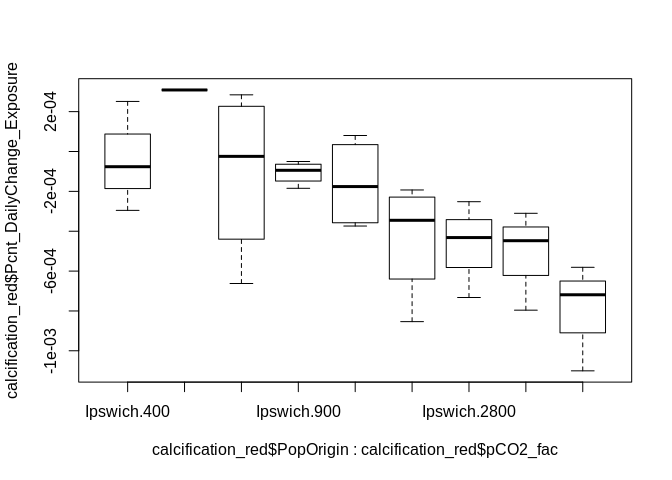 calcification_red$Pcnt_DailyChange_Exposure
2e-04
-2e-04
-6e-04
-1e-03
Ipswich.400 Ipswich.900 Ipswich.2800
calcification_red$PopOrigin : calcification_red$pCO2_fac